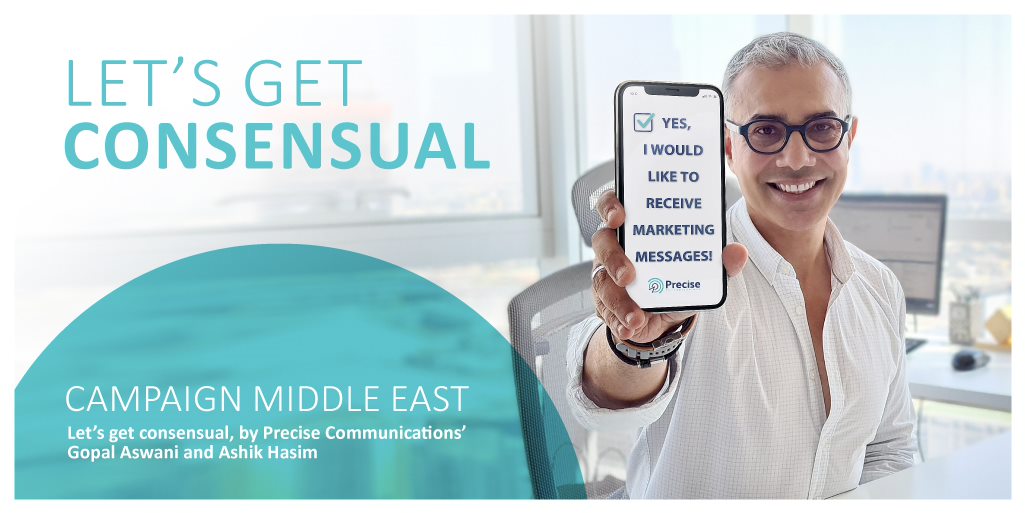 LET'S GET
CONSENSUAL
YES,
I WOULD
LIKE TO
RECEIVE
MARKETING
MESSAGES!
Precise
CAMPAIGN MIDDLE EAST
Let's get consensual, by Precise Communications'
Gopal Aswani and Ashik Hasim